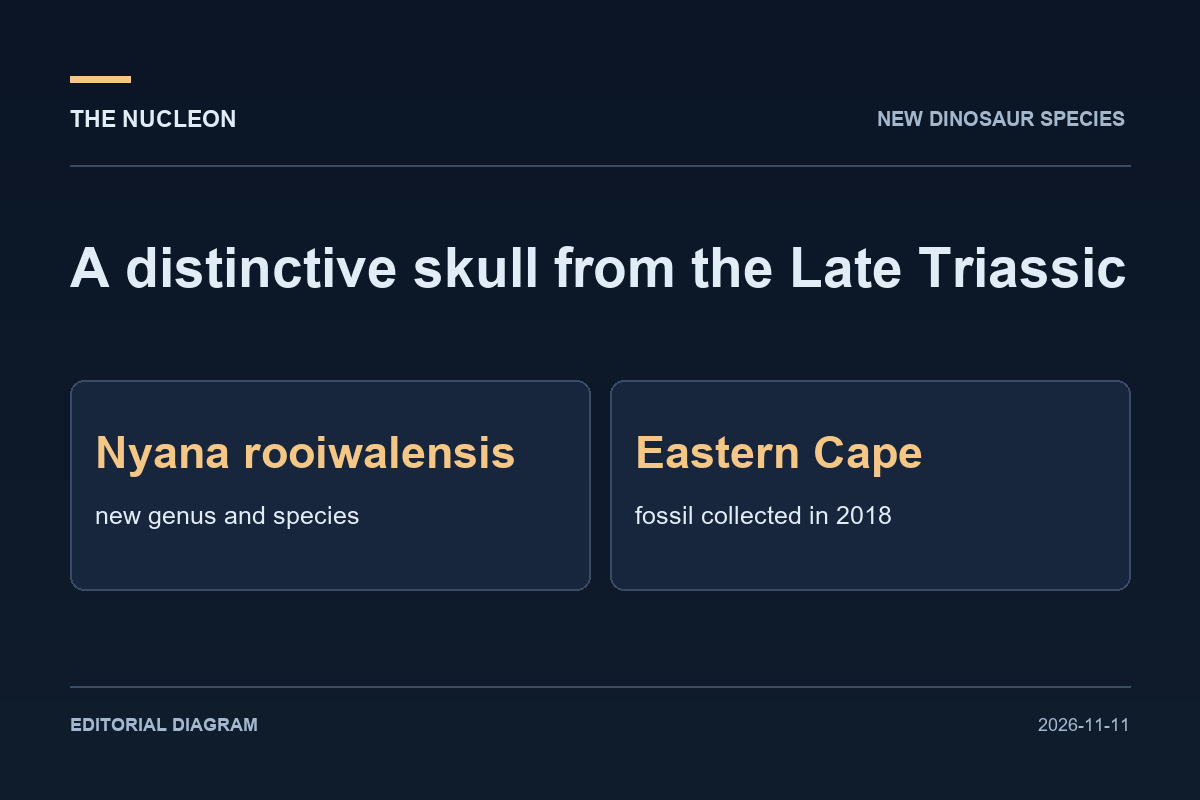 THE NUCLEON
NEW DINOSAUR SPECIES
A distinctive skull from the Late Triassic
Nyana rooiwalensis
new genus and species
Eastern Cape
fossil collected in 2018
EDITORIAL DIAGRAM
2026-11-11